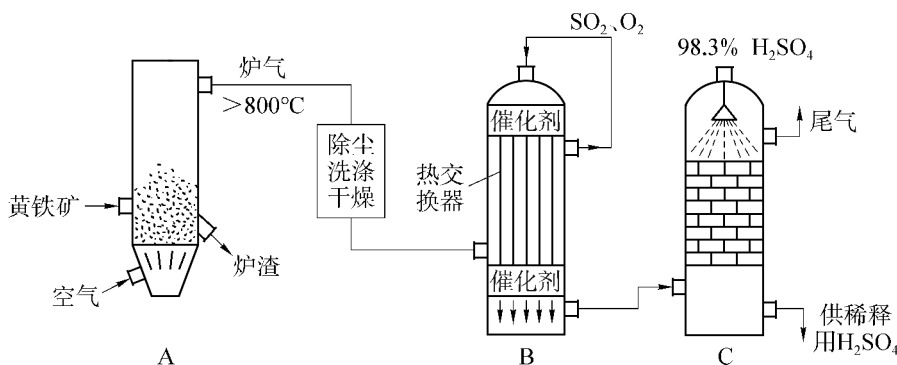 SO₂、O₂
98.3% H₂SO₄
炉气
>800℃
催化剂
尾气
除尘
洗涤
干燥
热交
换器
黄铁矿
炉渣
空气
催化剂
供稀释
用H₂SO₄
A
B
C